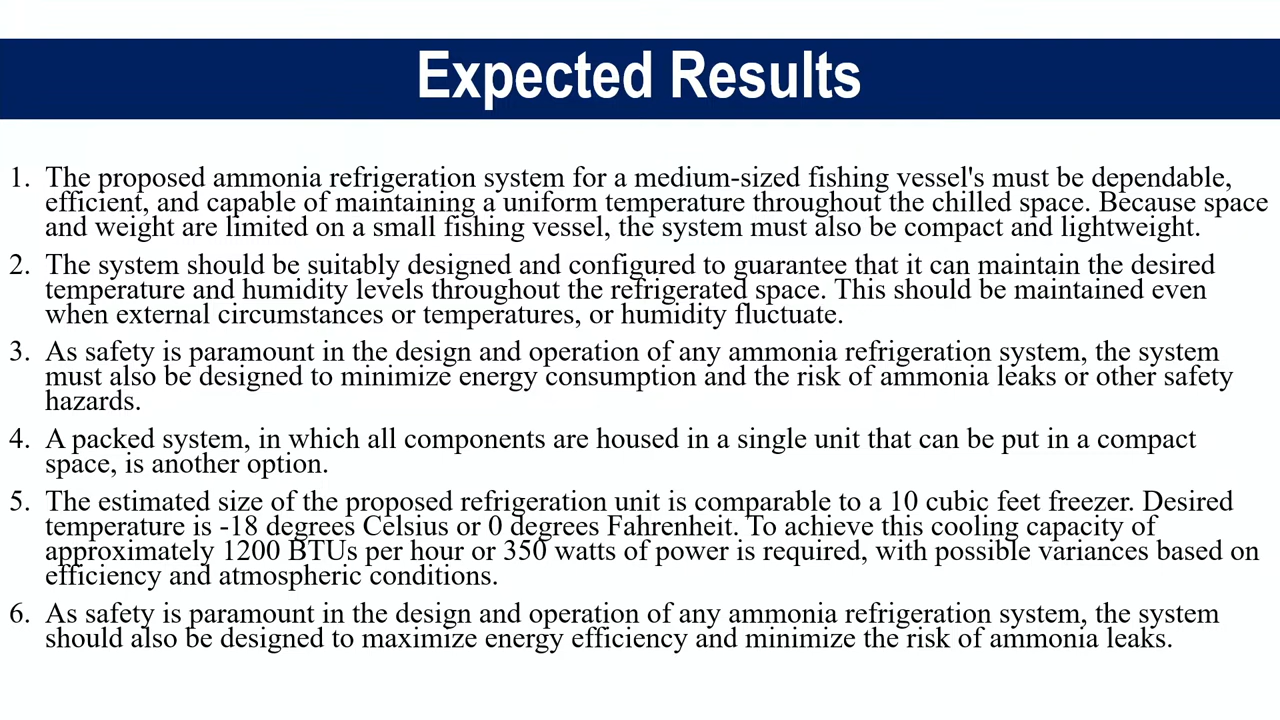 Expected Results
1. The proposed ammonia refrigeration system for a medium-sized fishing vessel's must be dependable,
efficient, and capable of maintaining a uniform temperature throughout the chilled space. Because space
and weight are limited on a small fishing vessel, the system must also be compact and lightweight.
2. The system should be suitably designed and configured to guarantee that it can maintain the desired
temperature and humidity levels throughout the refrigerated space. This should be maintained even
when external circumstances or temperatures, or humidity fluctuate.
3. As safety is paramount in the design and operation of any ammonia refrigeration system, the system
must also be designed to minimize energy consumption and the risk of ammonia leaks or other safety
hazards.
4. A packed system, in which all components are housed in a single unit that can be put in a compact
space, is another option.
5. The estimated size of the proposed refrigeration unit is comparable to a 10 cubic feet freezer. Desired
temperature is -18 degrees Celsius or 0 degrees Fahrenheit. To achieve this cooling capacity of
approximately 1200 BTUs per hour or 350 watts of power is required, with possible variances based on
efficiency and atmospheric conditions.
6. As safety is paramount in the design and operation of any ammonia refrigeration system, the system
should also be designed to maximize energy efficiency and minimize the risk of ammonia leaks.